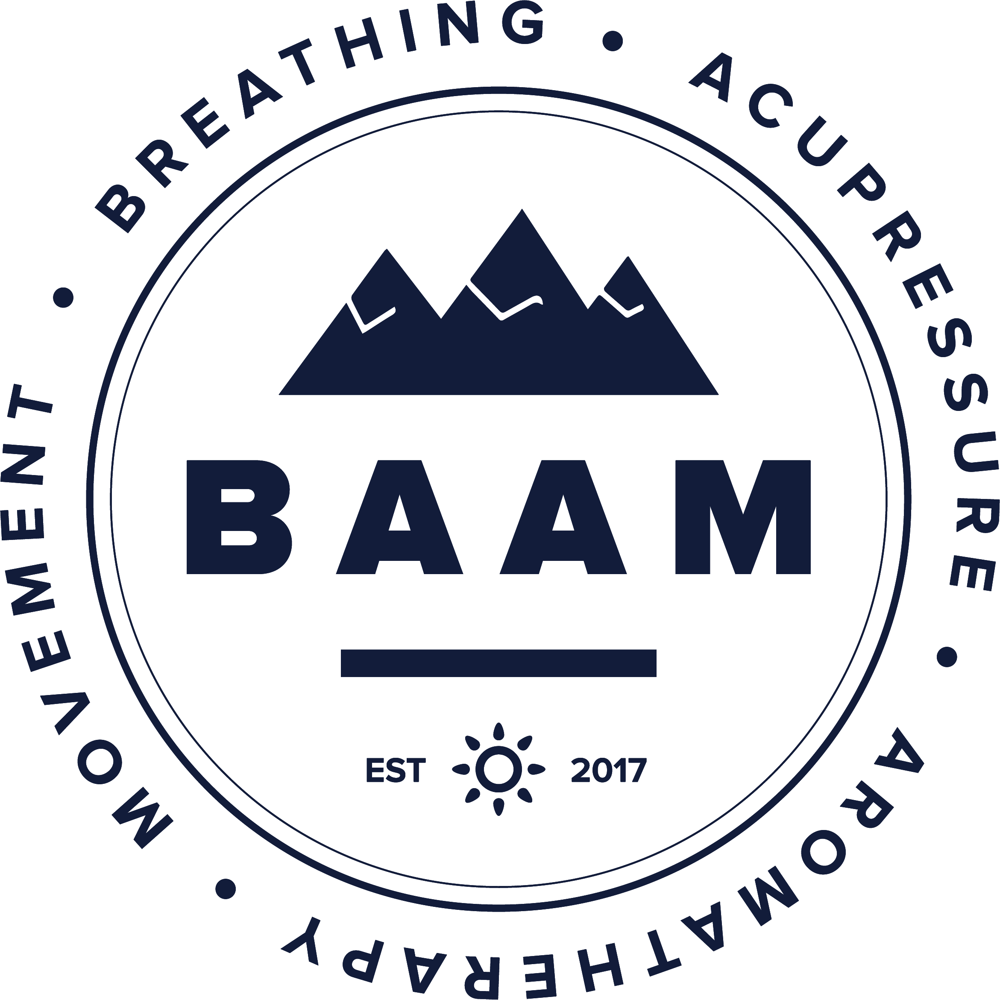 BREATHING • ACUPRESSURE • AROMATHERAPY • MOVEMENT •
BAAM
EST 2017